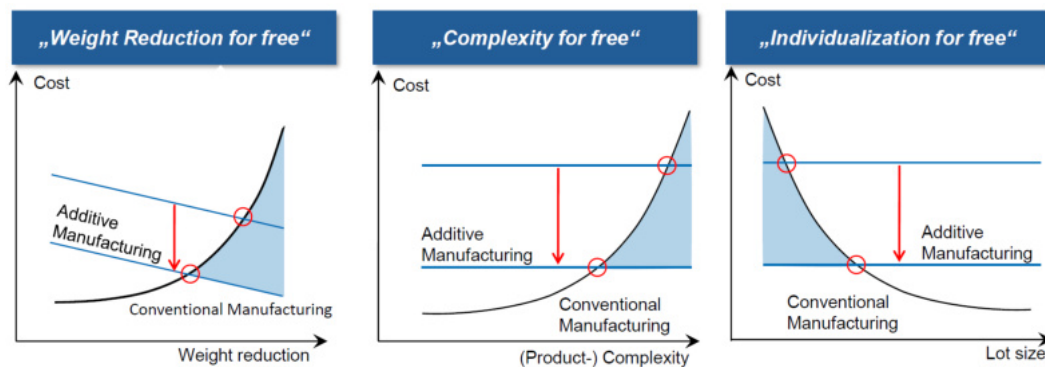 „Weight Reduction for free“
Cost
Additive
Manufacturing
Conventional Manufacturing
Weight reduction
„Complexity for free“
Cost
Additive
Manufacturing
Conventional
Manufacturing
(Product-) Complexity
„Individualization for free“
Cost
Additive
Manufacturing
Conventional
Manufacturing
Lot size